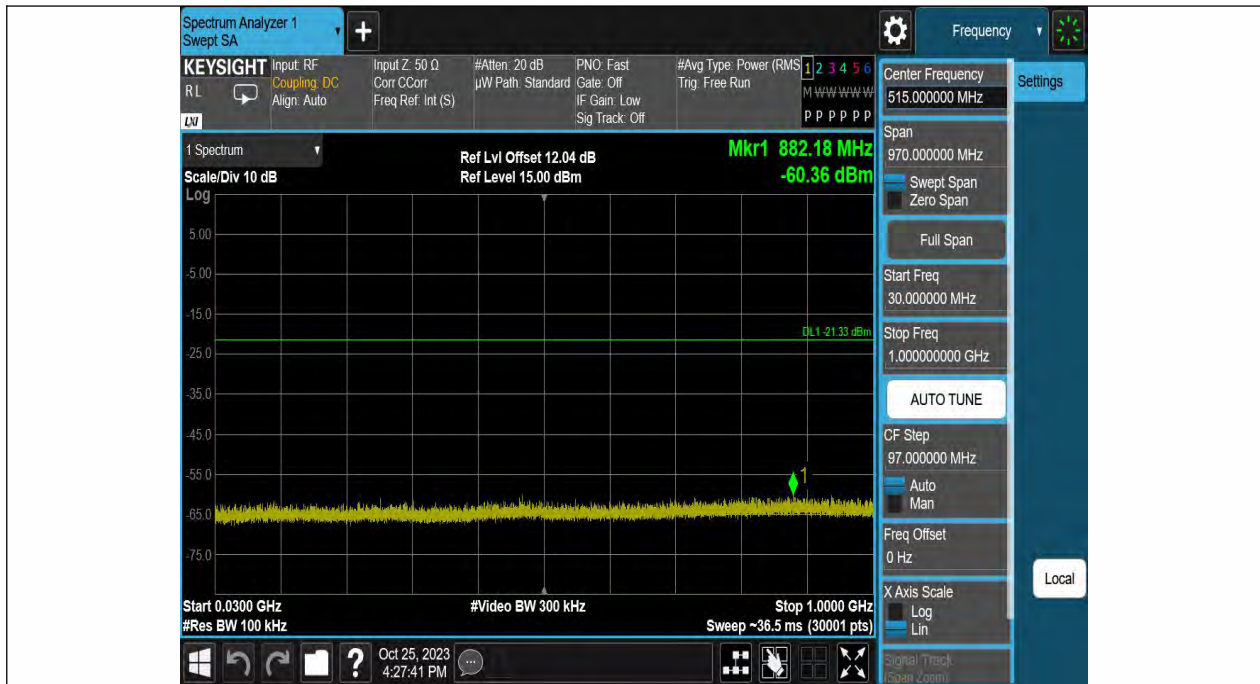 Spectrum Analyzer 1
Swept SA
+
Frequency
KEYSIGHT
RL
LXI
Input: RF
Coupling: DC
Align: Auto
Input Z: 50 Ω
Corr CCorr
Freq Ref: Int (S)
#Atten: 20 dB
µW Path: Standard
PNO: Fast
Gate: Off
IF Gain: Low
Sig Track: Off
#Avg Type: Power (RMS
Trig: Free Run
1 2 3 4 5 6
M W W W W W
P P P P P P
1 Spectrum
Scale/Div 10 dB
Log
Ref Lvl Offset 12.04 dB
Ref Level 15.00 dBm
Mkr1 882.18 MHz
-60.36 dBm
5.00
-5.00
-15.0
DL1 -21.33 dBm
-25.0
-35.0
-45.0
-55.0
1
-65.0
-75.0
Start 0.0300 GHz
#Res BW 100 kHz
#Video BW 300 kHz
Stop 1.0000 GHz
Sweep ~36.5 ms (30001 pts)
?
Oct 25, 2023
4:27:41 PM
Center Frequency
515.000000 MHz
Span
970.000000 MHz
Swept Span
Zero Span
Full Span
Start Freq
30.000000 MHz
Stop Freq
1.000000000 GHz
AUTO TUNE
CF Step
97.000000 MHz
Auto
Man
Freq Offset
0 Hz
X Axis Scale
Log
Lin
Signal Track
(Span Zoom)
Settings
Local